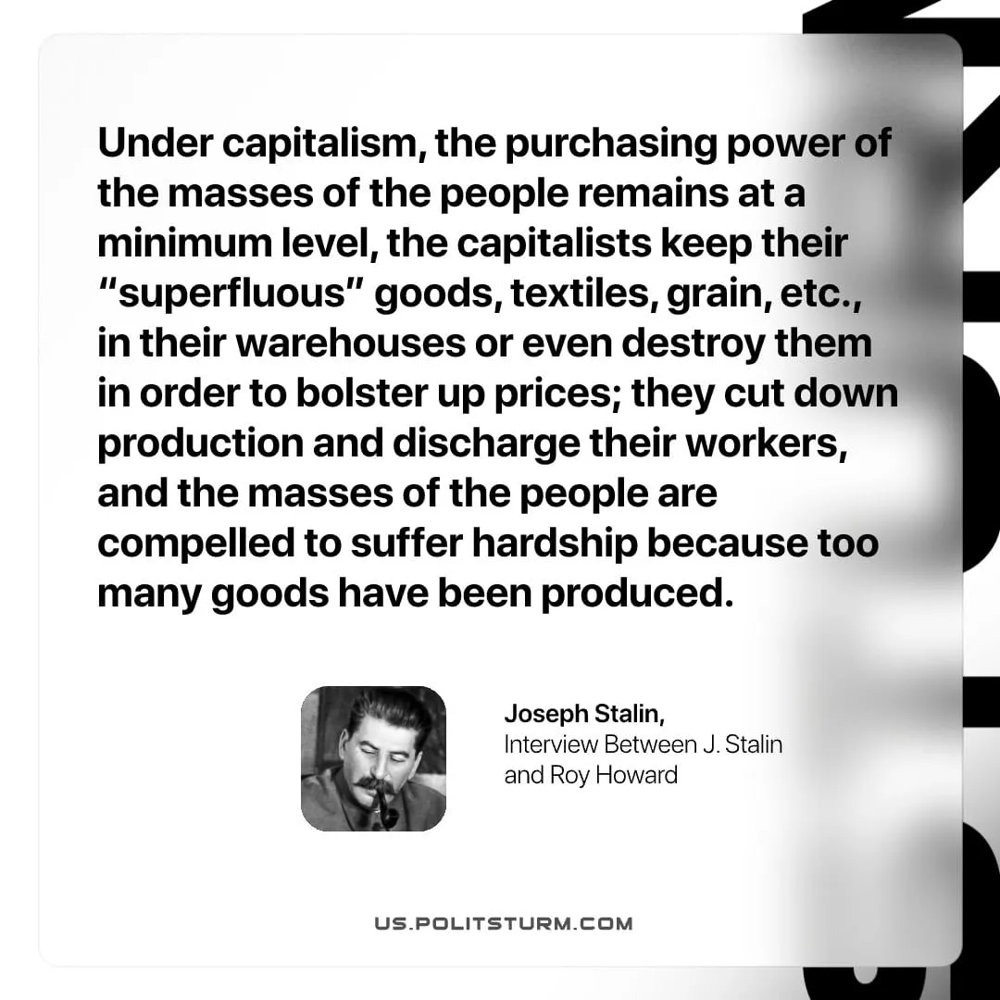 Under capitalism, the purchasing power of
the masses of the people remains at a
minimum level, the capitalists keep their
“superfluous” goods, textiles, grain, etc.,
in their warehouses or even destroy them
in order to bolster up prices; they cut down
production and discharge their workers,
and the masses of the people are
compelled to suffer hardship because too
many goods have been produced.
Joseph Stalin,
Interview Between J. Stalin
and Roy Howard
US.POLITSTURM.COM